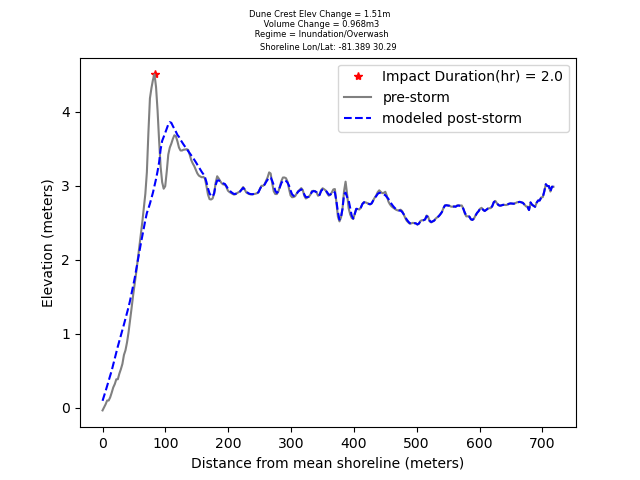 Dune Crest Elev Change = 1.51m
Volume Change = 0.968m3
Regime = Inundation/Overwash
Shoreline Lon/Lat: -81.389 30.29
Impact Duration(hr) = 2.0
pre-storm
modeled post-storm
Elevation (meters)
4
3
2
1
0
0 100 200 300 400 500 600 700
Distance from mean shoreline (meters)